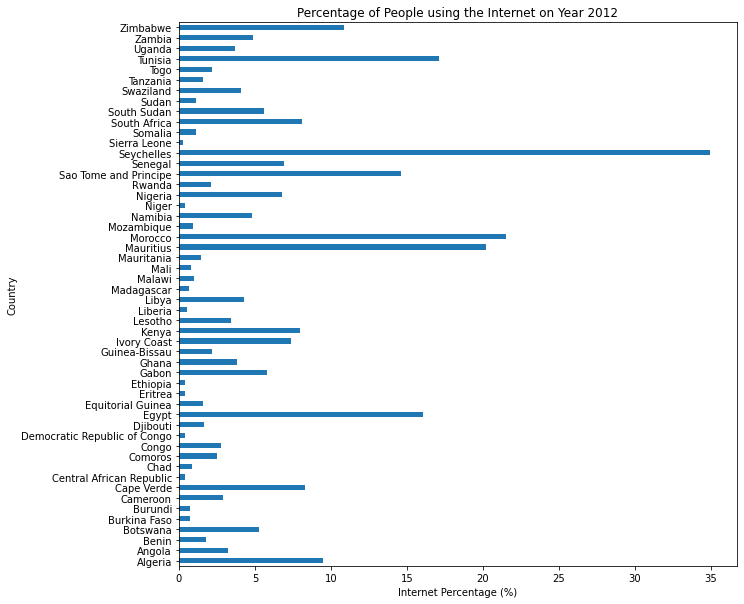 Percentage of People using the Internet on Year 2012
Country
Zimbabwe
Zambia
Uganda
Tunisia
Togo
Tanzania
Swaziland
Sudan
South Sudan
South Africa
Somalia
Sierra Leone
Seychelles
Senegal
Sao Tome and Principe
Rwanda
Nigeria
Niger
Namibia
Mozambique
Morocco
Mauritius
Mauritania
Mali
Malawi
Madagascar
Libya
Liberia
Lesotho
Kenya
Ivory Coast
Guinea-Bissau
Ghana
Gabon
Ethiopia
Eritrea
Equitorial Guinea
Egypt
Djibouti
Democratic Republic of Congo
Congo
Comoros
Chad
Central African Republic
Cape Verde
Cameroon
Burundi
Burkina Faso
Botswana
Benin
Angola
Algeria
0 5 10 15 20 25 30 35
Internet Percentage (%)